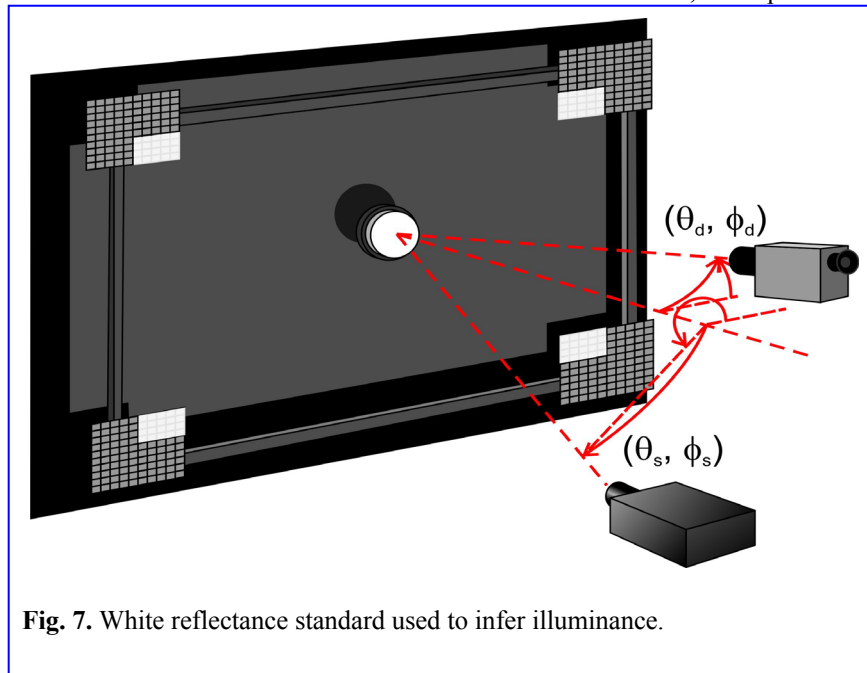 (θd, ϕd)
(θs, ϕs)
Fig. 7. White reflectance standard used to infer illuminance.